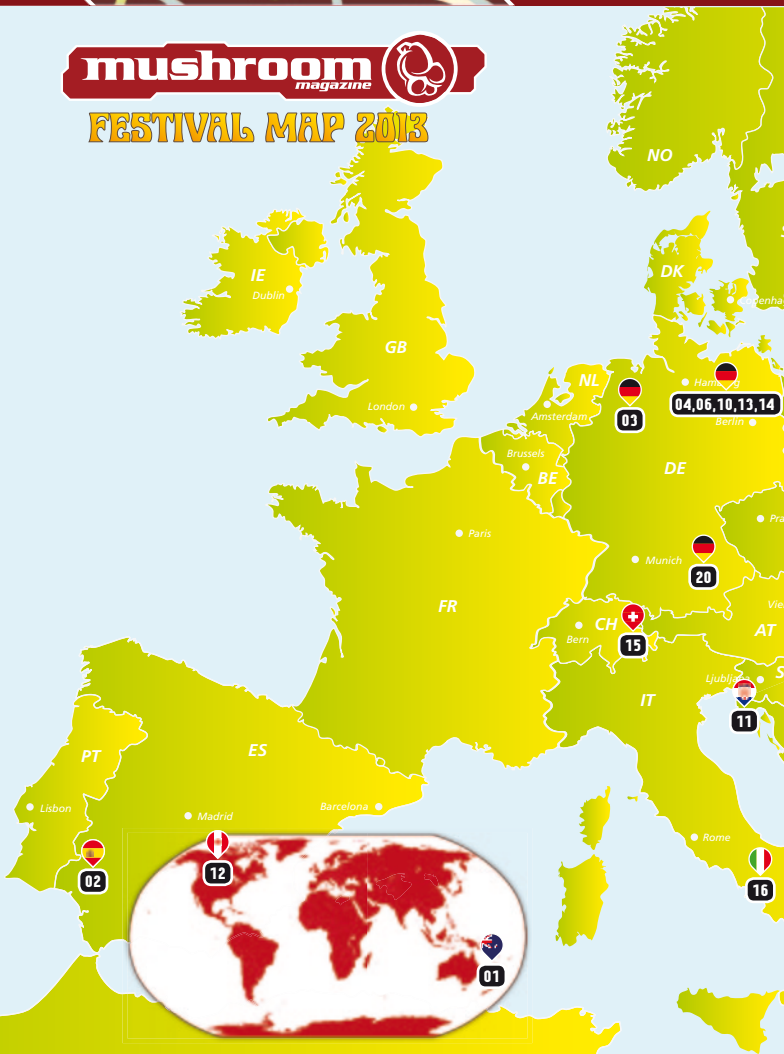 mushroom
magazine
FESTIVAL MAP 2013
NO
IE
Dublin
DK
GB
NL
Hamburg
04,06,10,13,14
03
London
Amsterdam
Berlin
Brussels
BE
DE
Paris
Munich
20
FR
CH
Bern
15
AT
Ljubljana
IT
11
PT
ES
Lisbon
Madrid
Barcelona
Rome
02
12
16
01